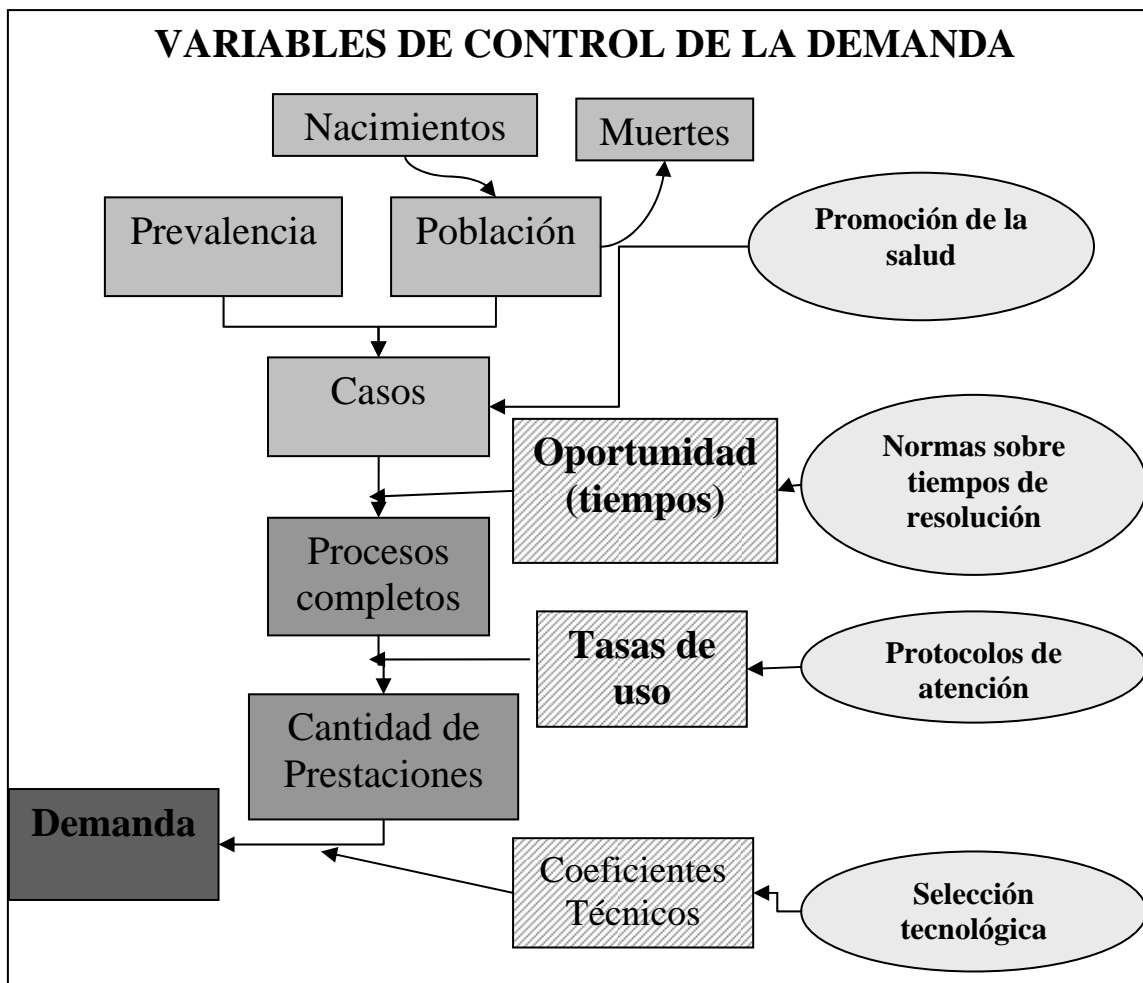 VARIABLES DE CONTROL DE LA DEMANDA
Nacimientos
Muertes
Prevalencia
Población
Promoción de la
salud
Casos
Oportunidad
(tiempos)
Normas sobre
tiempos de
resolución
Procesos
completos
Tasas de
uso
Protocolos de
atención
Cantidad de
Prestaciones
Demanda
Coeficientes
Técnicos
Selección
tecnológica